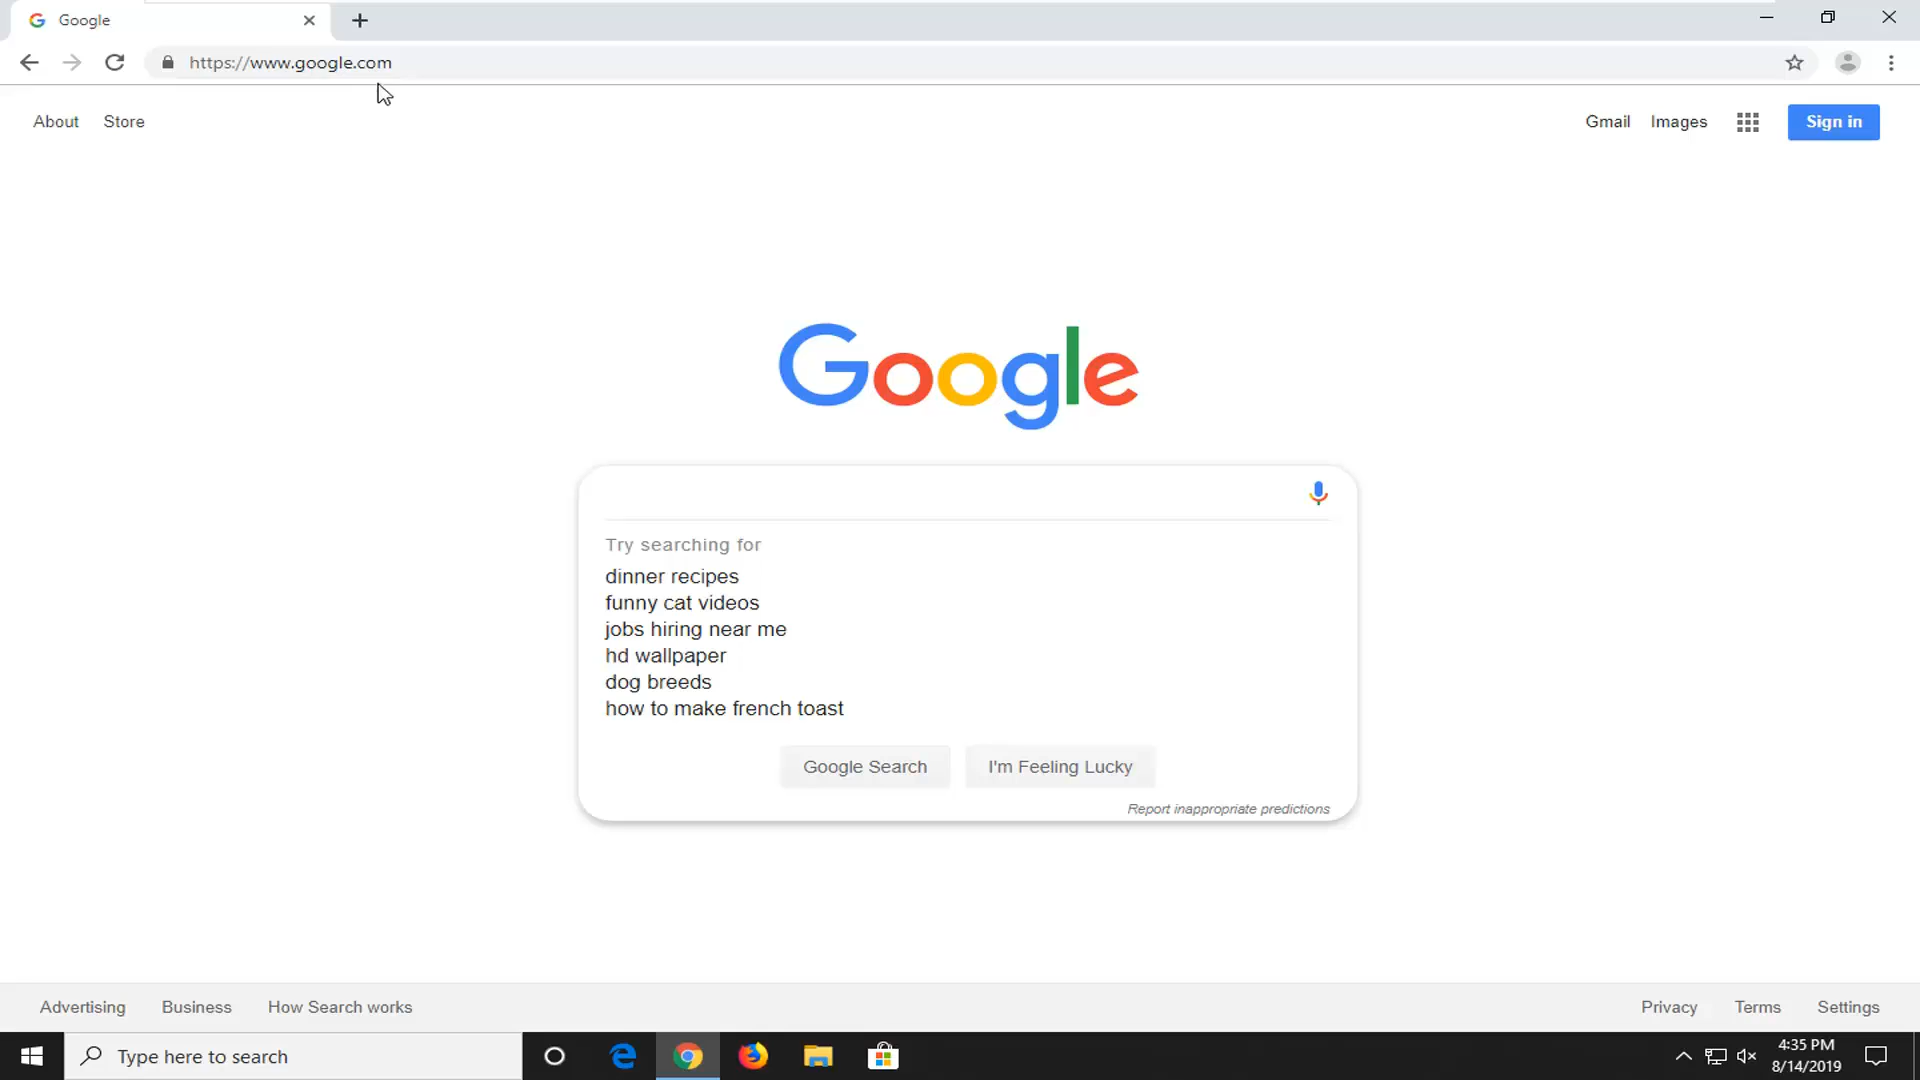 Google
https://www.google.com
About Store
Gmail Images Sign in
Google
Try searching for
dinner recipes
funny cat videos
jobs hiring near me
hd wallpaper
dog breeds
how to make french toast
Google Search I'm Feeling Lucky
Report inappropriate predictions
Advertising Business How Search works
Privacy Terms Settings
Type here to search
4:35 PM
8/14/2019